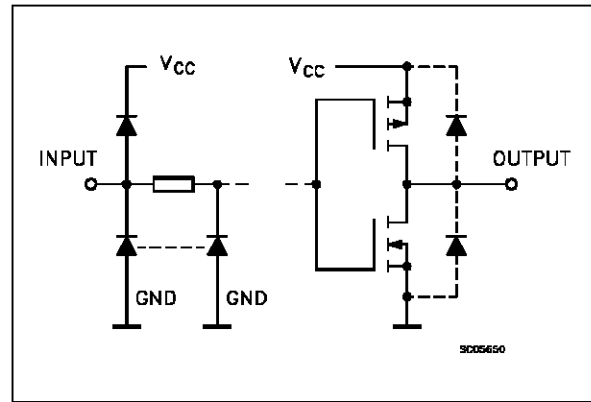 VCC
VCC
INPUT
OUTPUT
GND
GND
SC05650